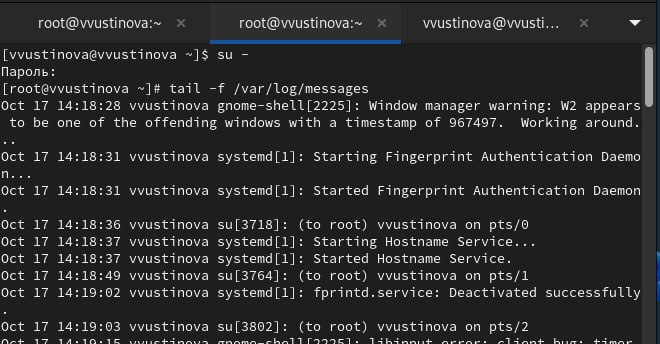 root@vvustinova:~
root@vvustinova:~
vvustinova@vvusti...
[vvustinova@vvustinova ~]$ su -
Пароль:
[root@vvustinova ~]# tail -f /var/log/messages
Oct 17 14:18:28 vvustinova gnome-shell[2225]: Window manager warning: W2 appears
 to be one of the offending windows with a timestamp of 967497.  Working around.
..
Oct 17 14:18:31 vvustinova systemd[1]: Starting Fingerprint Authentication Daemo
n...
Oct 17 14:18:31 vvustinova systemd[1]: Started Fingerprint Authentication Daemon
.
Oct 17 14:18:36 vvustinova su[3718]: (to root) vvustinova on pts/0
Oct 17 14:18:37 vvustinova systemd[1]: Starting Hostname Service...
Oct 17 14:18:37 vvustinova systemd[1]: Started Hostname Service.
Oct 17 14:18:49 vvustinova su[3764]: (to root) vvustinova on pts/1
Oct 17 14:19:02 vvustinova systemd[1]: fprintd.service: Deactivated successfully
.
Oct 17 14:19:03 vvustinova su[3802]: (to root) vvustinova on pts/2
Oct 17 14:19:15 vvustinova gnome-shell[2225]: libinput error: client bug: timer